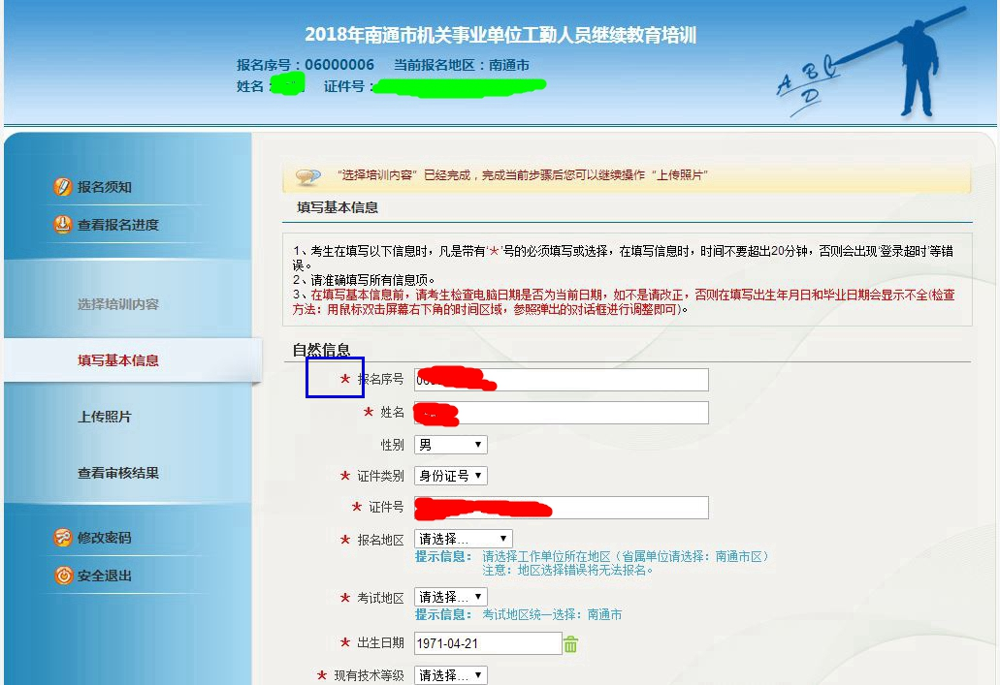 2018年南通市机关事业单位工勤人员继续教育培训
报名序号：06000006 当前报名地区：南通市
姓名： 证件号：
A B C
D
报名须知
查看报名进度
选择培训内容
填写基本信息
上传照片
查看审核结果
修改密码
安全退出
“选择培训内容”已经完成，完成当前步骤后您可以继续操作“上传照片”
填写基本信息
1、考生在填写以下信息时，凡是带有'*'号的必须填写或选择，在填写信息时，时间不要超出20分钟，否则会出现'登录超时'等错
误。
2、请准确填写所有信息项。
3、在填写基本信息前，请考生检查电脑日期是否为当前日期，如不是请改正，否则在填写出生年月日和毕业日期会显示不全(检查
方法：用鼠标双击屏幕右下角的时间区域，参照弹出的对话框进行调整即可)。
自然信息
* 报名序号
* 姓名
性别 男
* 证件类别 身份证号
* 证件号
* 报名地区 请选择...
提示信息： 请选择工作单位所在地区（省属单位请选择：南通市区）
注意：地区选择错误将无法报名。
* 考试地区 请选择...
提示信息： 考试地区统一选择：南通市
* 出生日期 1971-04-21
* 现有技术等级 请选择...